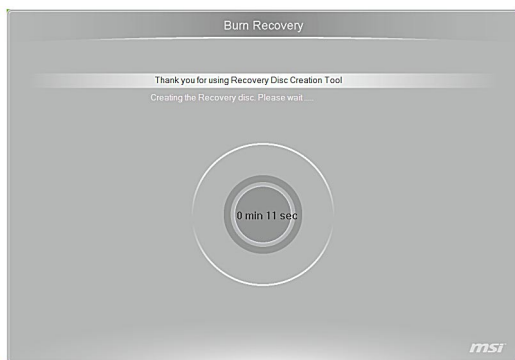 Burn Recovery
Thank you for using Recovery Disc Creation Tool
Creating the Recovery disc. Please wait.....
0 min 11 sec
msi